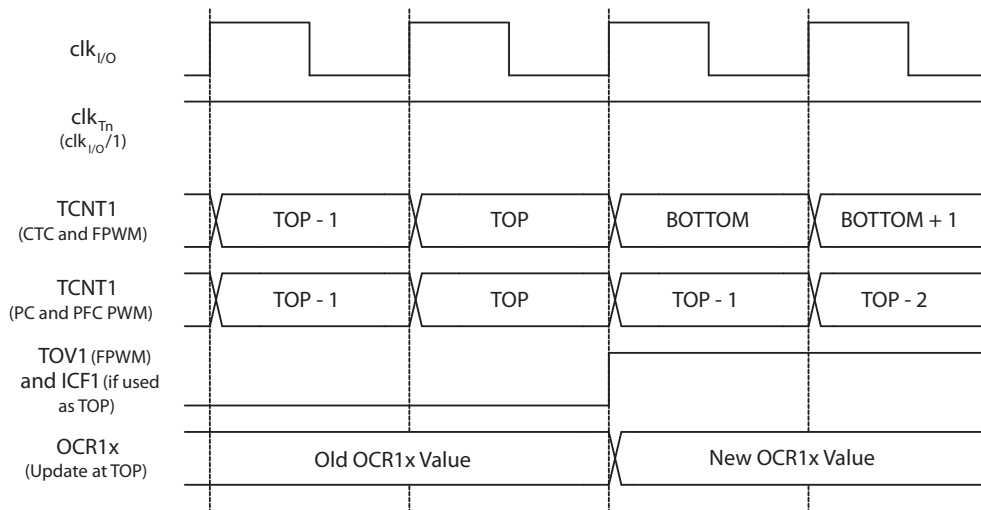 clkI/O
clkTn
(clkI/O/1)
TCNT1
(CTC and FPWM)
TOP - 1
TOP
BOTTOM
BOTTOM + 1
TCNT1
(PC and PFC PWM)
TOP - 1
TOP
TOP - 1
TOP - 2
TOV1 (FPWM)
and ICF1 (if used
as TOP)
OCR1x
(Update at TOP)
Old OCR1x Value
New OCR1x Value